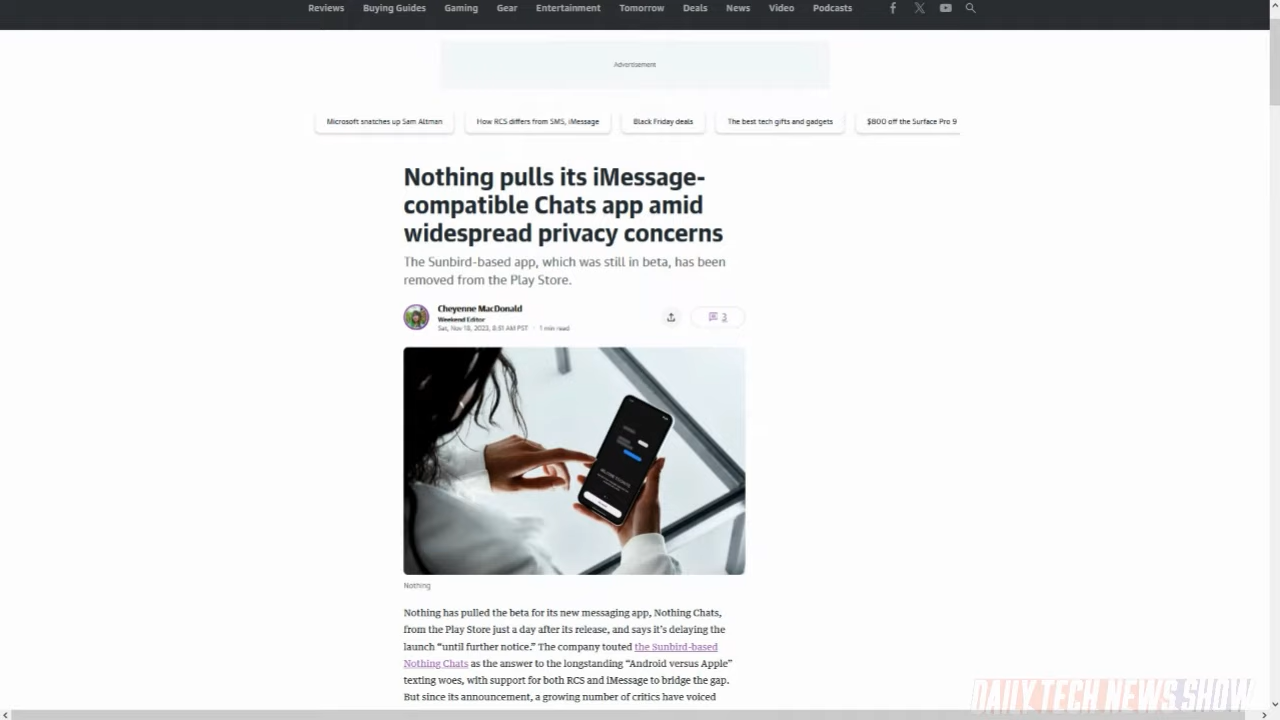 Reviews Buying Guides Gaming Gear Entertainment Tomorrow Deals News Video Podcasts
Advertisement
Microsoft snatches up Sam Altman
How RCS differs from SMS, iMessage
Black Friday deals
The best tech gifts and gadgets
$800 off the Surface Pro 9
Nothing pulls its iMessage-
compatible Chats app amid
widespread privacy concerns
The Sunbird-based app, which was still in beta, has been
removed from the Play Store.
Cheyenne MacDonald
Weekend Editor
Sat, Nov 18, 2023, 8:51 AM PST · 1 min read
3
Nothing
Nothing has pulled the beta for its new messaging app, Nothing Chats,
from the Play Store just a day after its release, and says it's delaying the
launch “until further notice.” The company touted the Sunbird-based
Nothing Chats as the answer to the longstanding “Android versus Apple”
texting woes, with support for both RCS and iMessage to bridge the gap.
But since its announcement, a growing number of critics have voiced
DAILY TECH NEWS SHOW